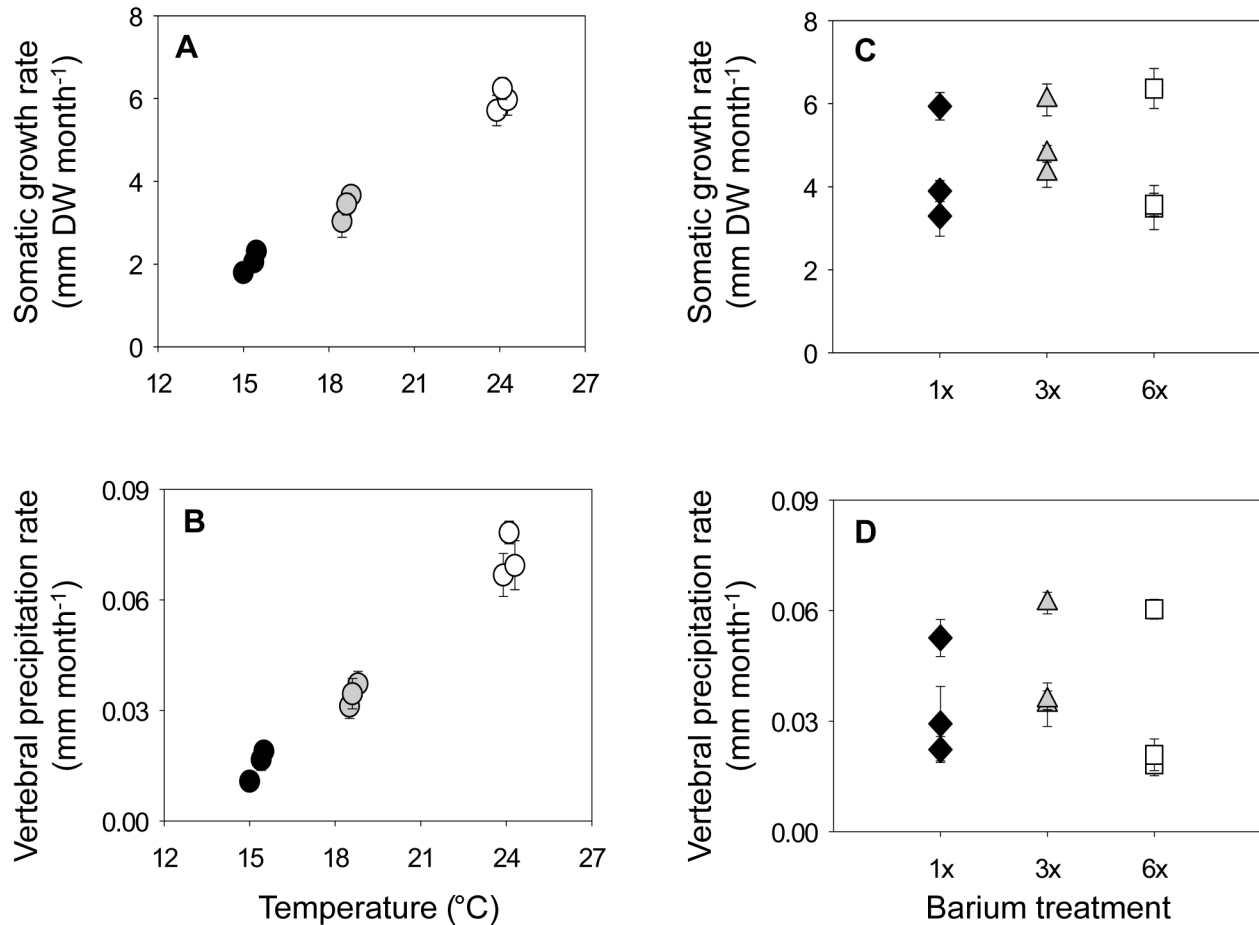 A
Somatic growth rate
(mm DW month⁻¹)
8
6
4
2
0
12 15 18 21 24 27
C
Somatic growth rate
(mm DW month⁻¹)
8
6
4
2
0
1x 3x 6x
B
Vertebral precipitation rate
(mm month⁻¹)
0.09
0.06
0.03
0.00
12 15 18 21 24 27
Temperature (°C)
D
Vertebral precipitation rate
(mm month⁻¹)
0.09
0.06
0.03
0.00
1x 3x 6x
Barium treatment